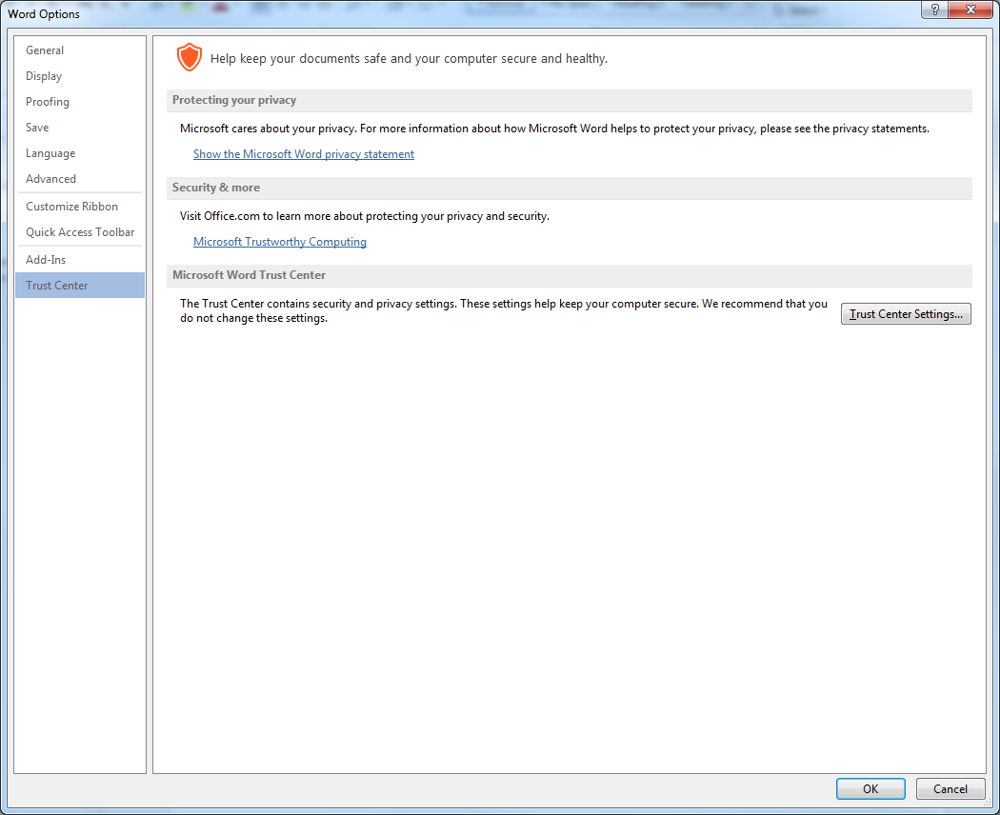 Word Options
General
Display
Proofing
Save
Language
Advanced
Customize Ribbon
Quick Access Toolbar
Add-Ins
Trust Center
Help keep your documents safe and your computer secure and healthy.
Protecting your privacy
Microsoft cares about your privacy. For more information about how Microsoft Word helps to protect your privacy, please see the privacy statements.
Show the Microsoft Word privacy statement
Security & more
Visit Office.com to learn more about protecting your privacy and security.
Microsoft Trustworthy Computing
Microsoft Word Trust Center
The Trust Center contains security and privacy settings. These settings help keep your computer secure. We recommend that you
do not change these settings.
Trust Center Settings...
OK
Cancel